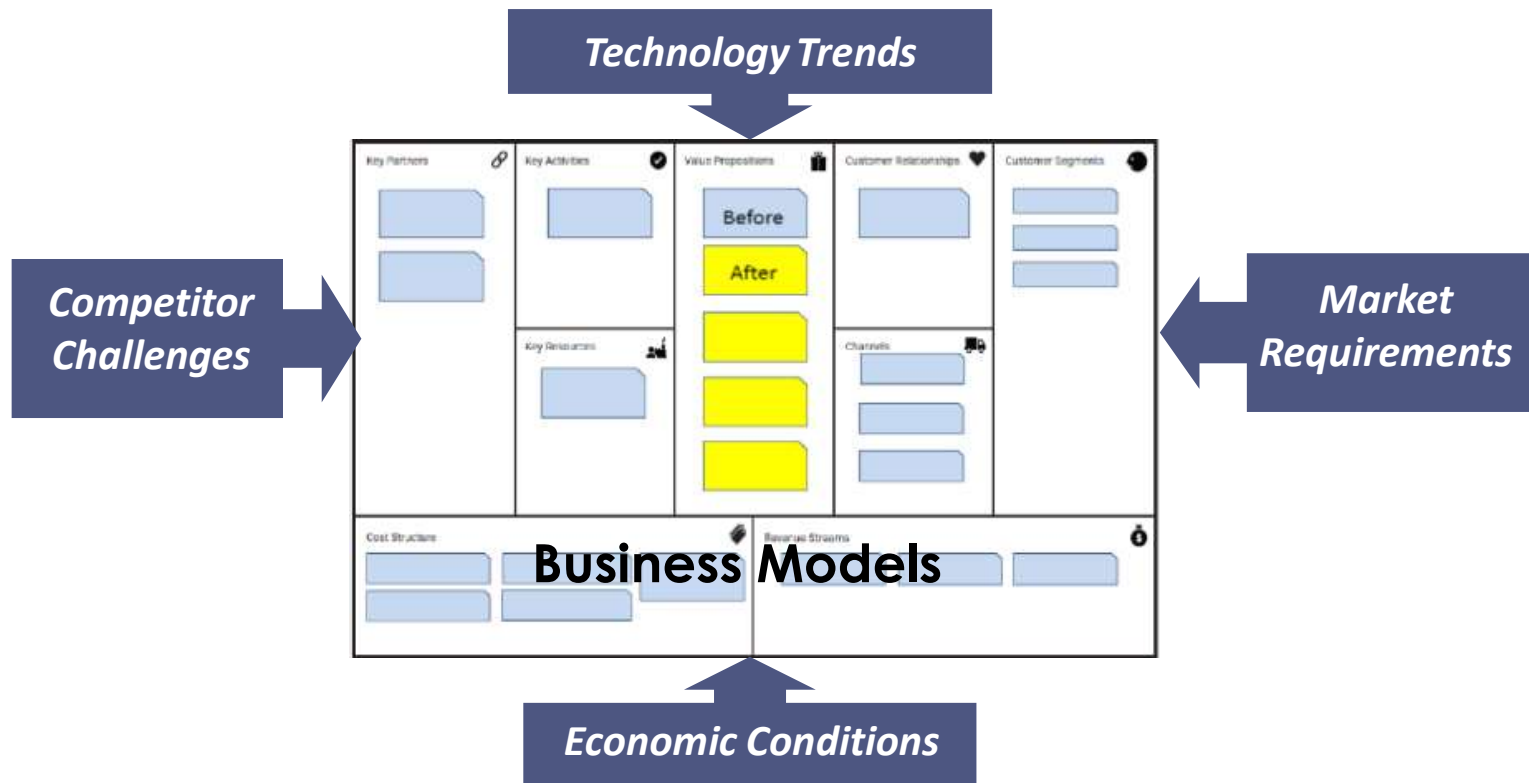 Technology Trends
Key Partners
Key Activities
Value Propositions
Customer Relationships
Customer Segments
Before
After
Competitor
Challenges
Market
Requirements
Key Resources
Channels
Cost Structure
Revenue Streams
Business Models
Economic Conditions